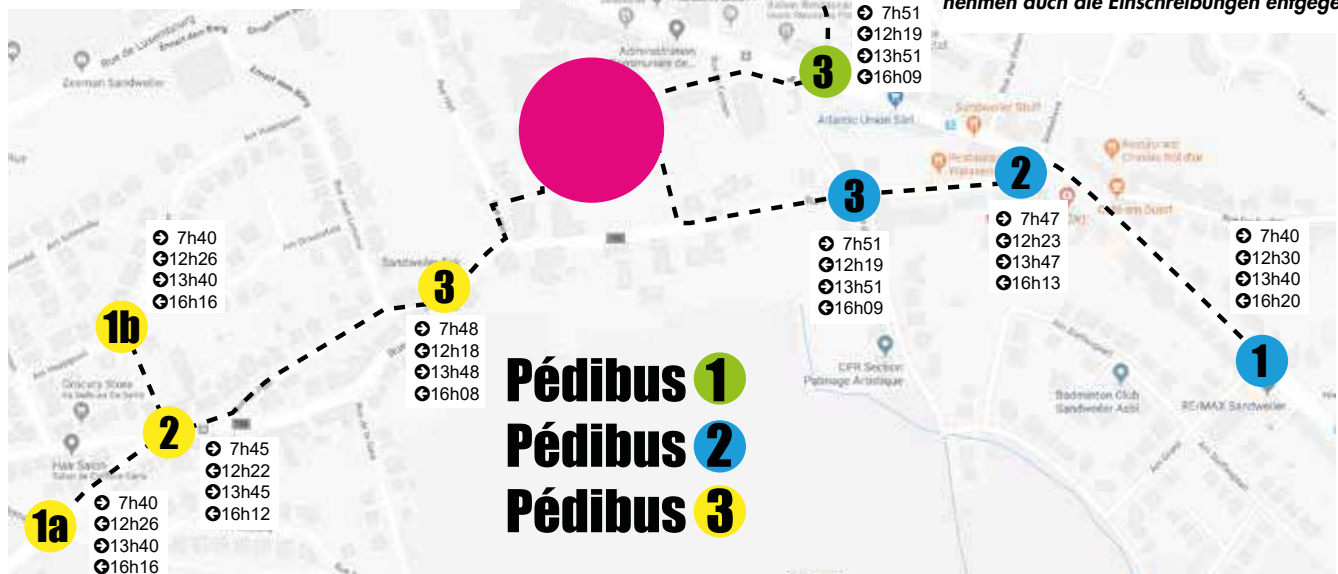 nehmen auch die Einschreibungen entgege
7h51
12h19
13h51
16h09
3
Rue de Luxembourg
Zeeman Sandweiler
Administration
Communale de...
Atlantic Union Sàrl
2
3
7h40
12h26
13h40
16h16
7h51
12h19
13h51
16h09
7h47
12h23
13h47
16h13
7h40
12h30
13h40
16h20
3
1b
7h48
12h18
13h48
16h08
1
CFR Section
Patinage Artistique
Badminton Club
Sandweiler Asbl
RE/MAX Sandweiler
Pédibus 1
Pédibus 2
Pédibus 3
Grocery Store
Hair Salon
2
7h45
12h22
13h45
16h12
1a
7h40
12h26
13h40
16h16